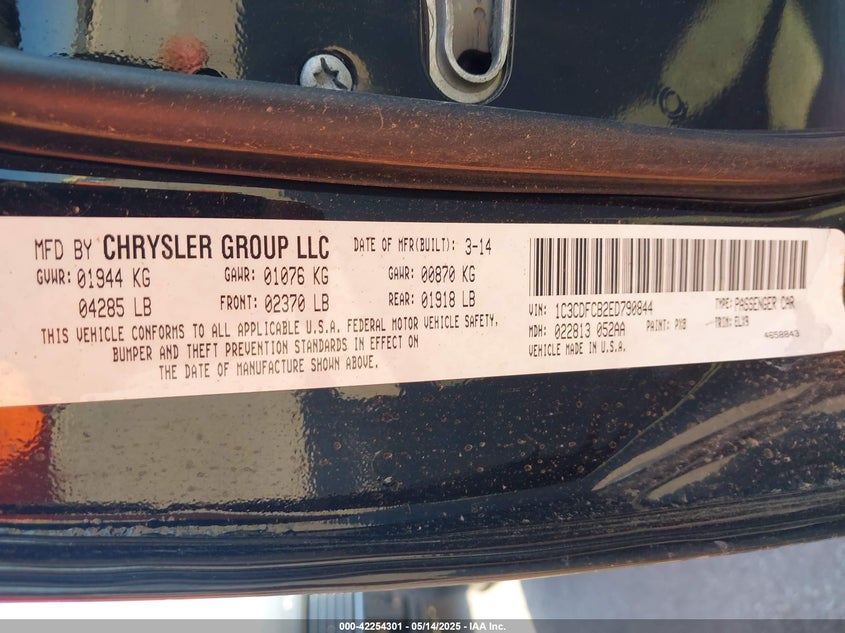 MFD BY CHRYSLER GROUP LLC DATE OF MFR(BUILT): 3-14
GVWR: 01944 KG GAWR: 01076 KG GAWR: 00870 KG
04285 LB FRONT: 02370 LB REAR: 01918 LB
THIS VEHICLE CONFORMS TO ALL APPLICABLE U.S.A. FEDERAL MOTOR VEHICLE SAFETY,
BUMPER AND THEFT PREVENTION STANDARDS IN EFFECT ON
THE DATE OF MANUFACTURE SHOWN ABOVE.
VIN: 1C3CDFCB2ED790844 TYPE: PASSENGER CAR
MDH: 022813 052AA PAINT: PX8 TRIM: ELX9
VEHICLE MADE IN U.S.A. 4658843
000-42254301 — 05/14/2025 — IAA Inc.